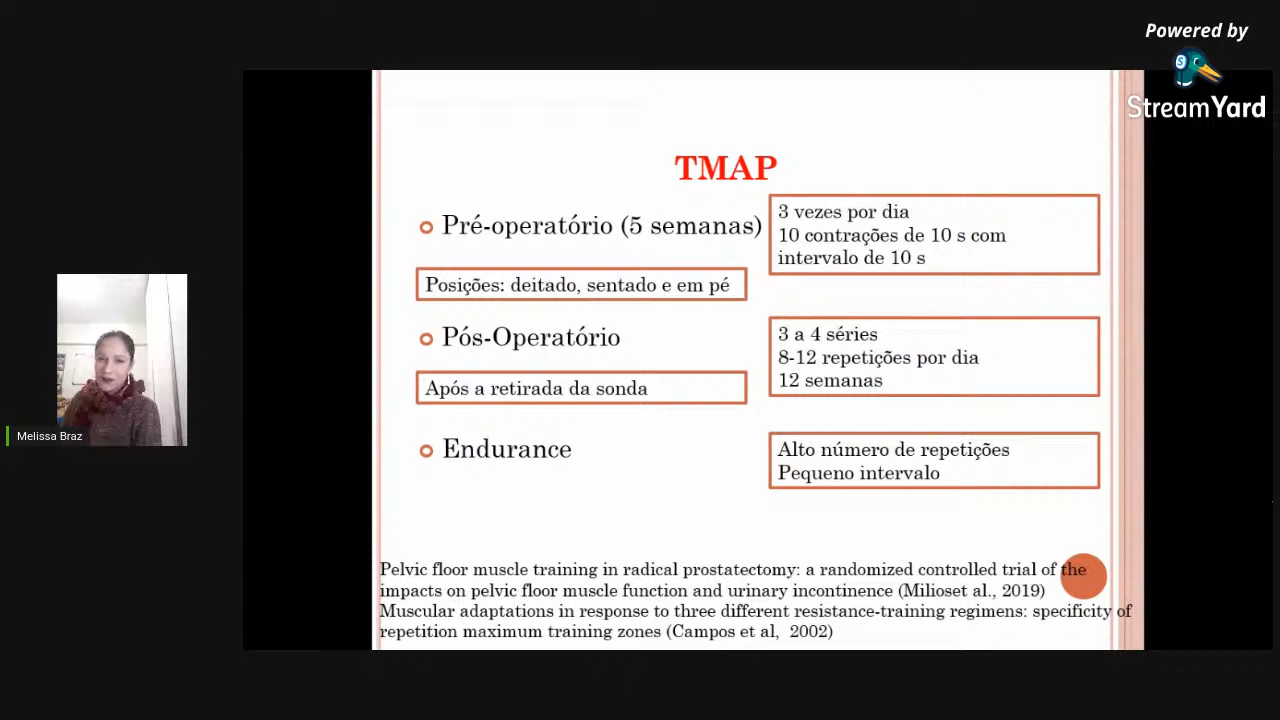 Powered by
StreamYard
TMAP
Pré-operatório (5 semanas)
3 vezes por dia
10 contrações de 10 s com
intervalo de 10 s
Posições: deitado, sentado e em pé
Pós-Operatório
3 a 4 séries
8-12 repetições por dia
12 semanas
Após a retirada da sonda
Endurance
Alto número de repetições
Pequeno intervalo
Pelvic floor muscle training in radical prostatectomy: a randomized controlled trial of the
impacts on pelvic floor muscle function and urinary incontinence (Milioset al., 2019)
Muscular adaptations in response to three different resistance-training regimens: specificity of
repetition maximum training zones (Campos et al, 2002)
Melissa Braz